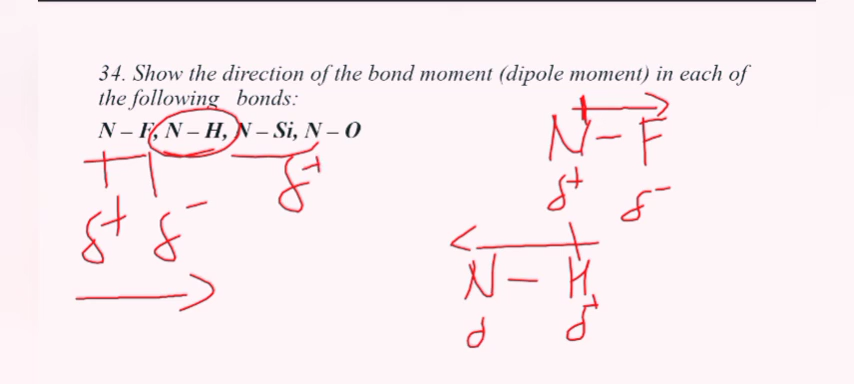 34. Show the direction of the bond moment (dipole moment) in each of
the following bonds:
N – F, N – H, N – Si, N – O
N – F
δ+ δ-
δ+
δ+ δ-
N – H
δ δ+